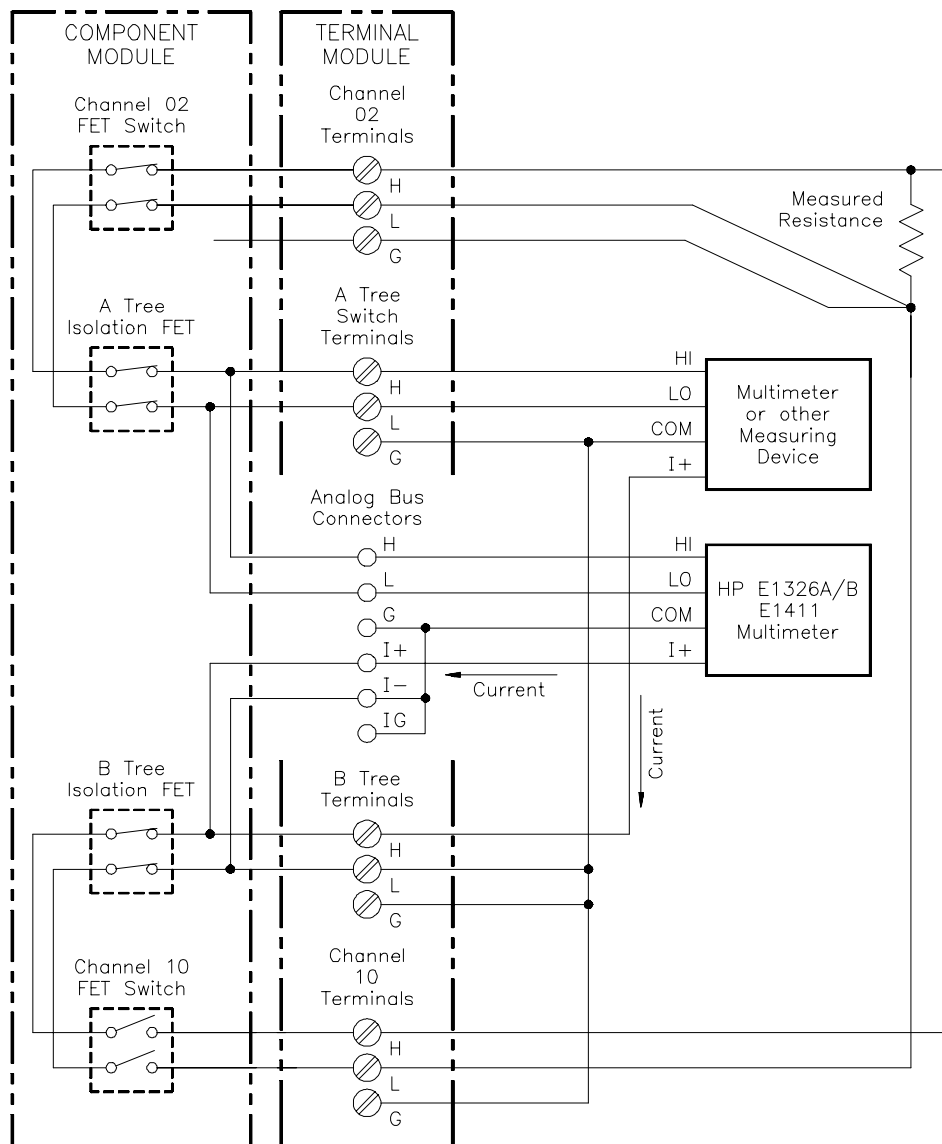 COMPONENT
MODULE
TERMINAL
MODULE
Channel 02
FET Switch
Channel
02
Terminals
H
L
G
Measured
Resistance
A Tree
Isolation FET
A Tree
Switch
Terminals
H
L
G
HI
LO
COM
I+
Multimeter
or other
Measuring
Device
Analog Bus
Connectors
H
L
G
I+
I-
IG
HI
LO
COM
I+
HP E1326A/B
E1411
Multimeter
Current
Current
B Tree
Isolation FET
B Tree
Terminals
H
L
G
Channel 10
FET Switch
Channel
10
Terminals
H
L
G